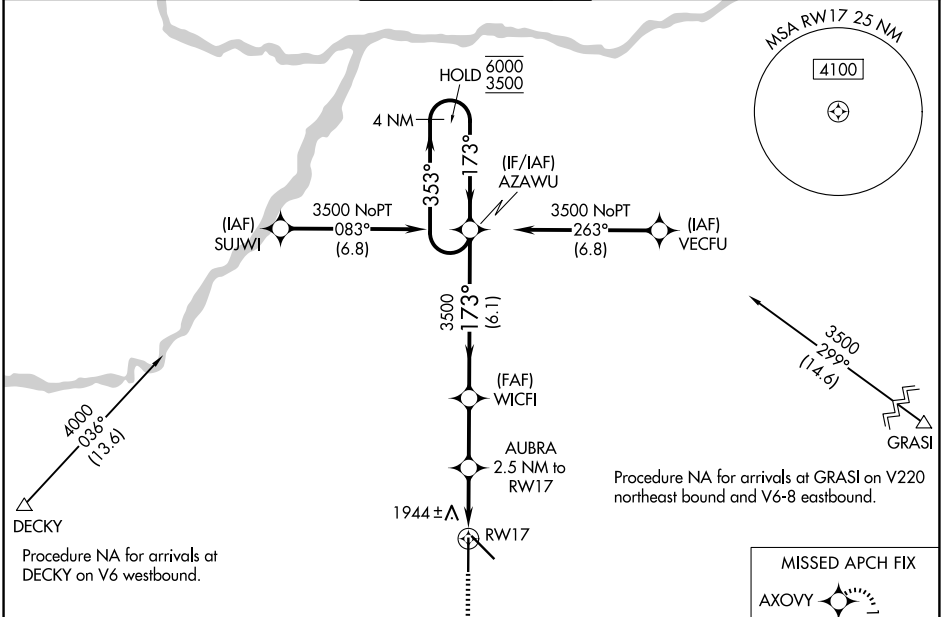 MSA RW17 25 NM
4100
HOLD 6000
3500
4 NM
353°
173°
(IF/IAF)
AZAWU
(IAF)
SUJWI
3500 NoPT
083°
(6.8)
3500 NoPT
263°
(6.8)
(IAF)
VECFU
3500
173°
(6.1)
(FAF)
WICFI
AUBRA
2.5 NM to
RW17
1944 ±
RW17
4000
036°
(13.6)
DECKY
Procedure NA for arrivals at
DECKY on V6 westbound.
3500
299°
(14.6)
GRASI
Procedure NA for arrivals at GRASI on V220
northeast bound and V6-8 eastbound.
MISSED APCH FIX
AXOVY